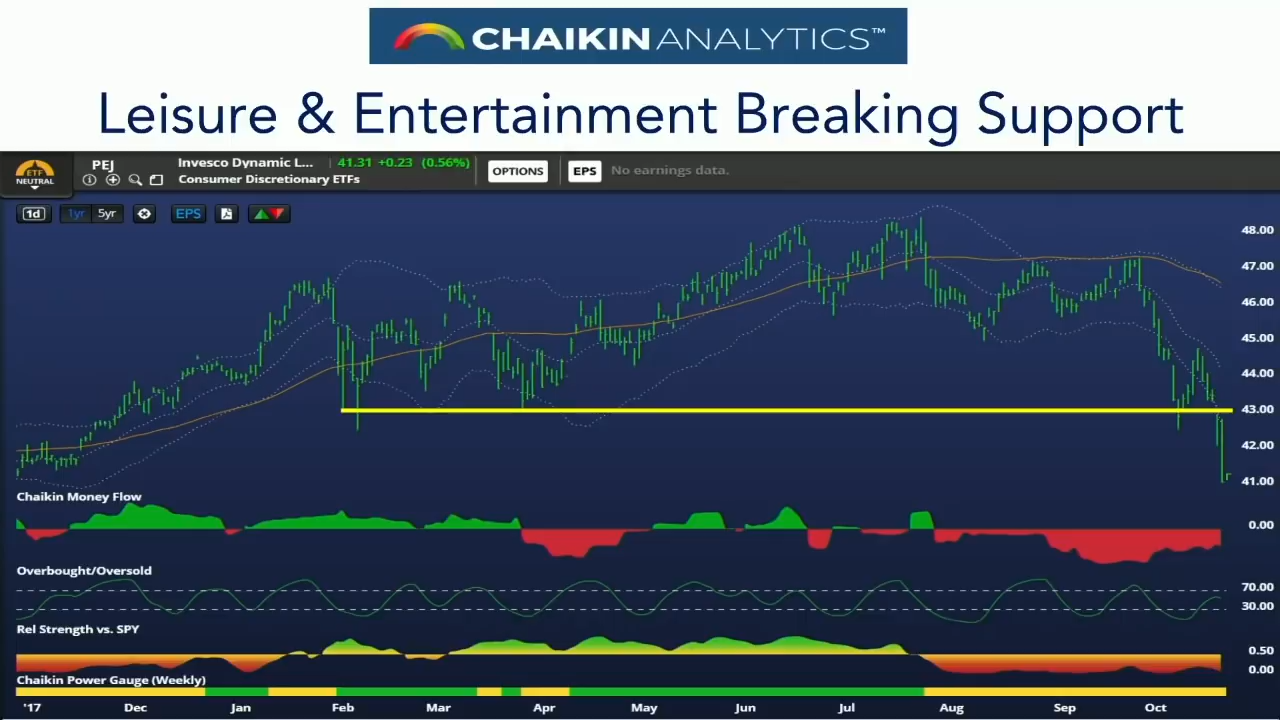 CHAIKIN ANALYTICS™
Leisure & Entertainment Breaking Support
ETF
NEUTRAL
PEJ
Invesco Dynamic L... 41.31 +0.23 (0.56%)
Consumer Discretionary ETFs
OPTIONS
EPS No earnings data.
1d 1yr 5yr EPS
48.00
47.00
46.00
45.00
44.00
43.00
42.00
41.00
Chaikin Money Flow
0.00
Overbought/Oversold
70.00
30.00
Rel Strength vs. SPY
0.50
0.00
Chaikin Power Gauge (Weekly)
'17 Dec Jan Feb Mar Apr May Jun Jul Aug Sep Oct